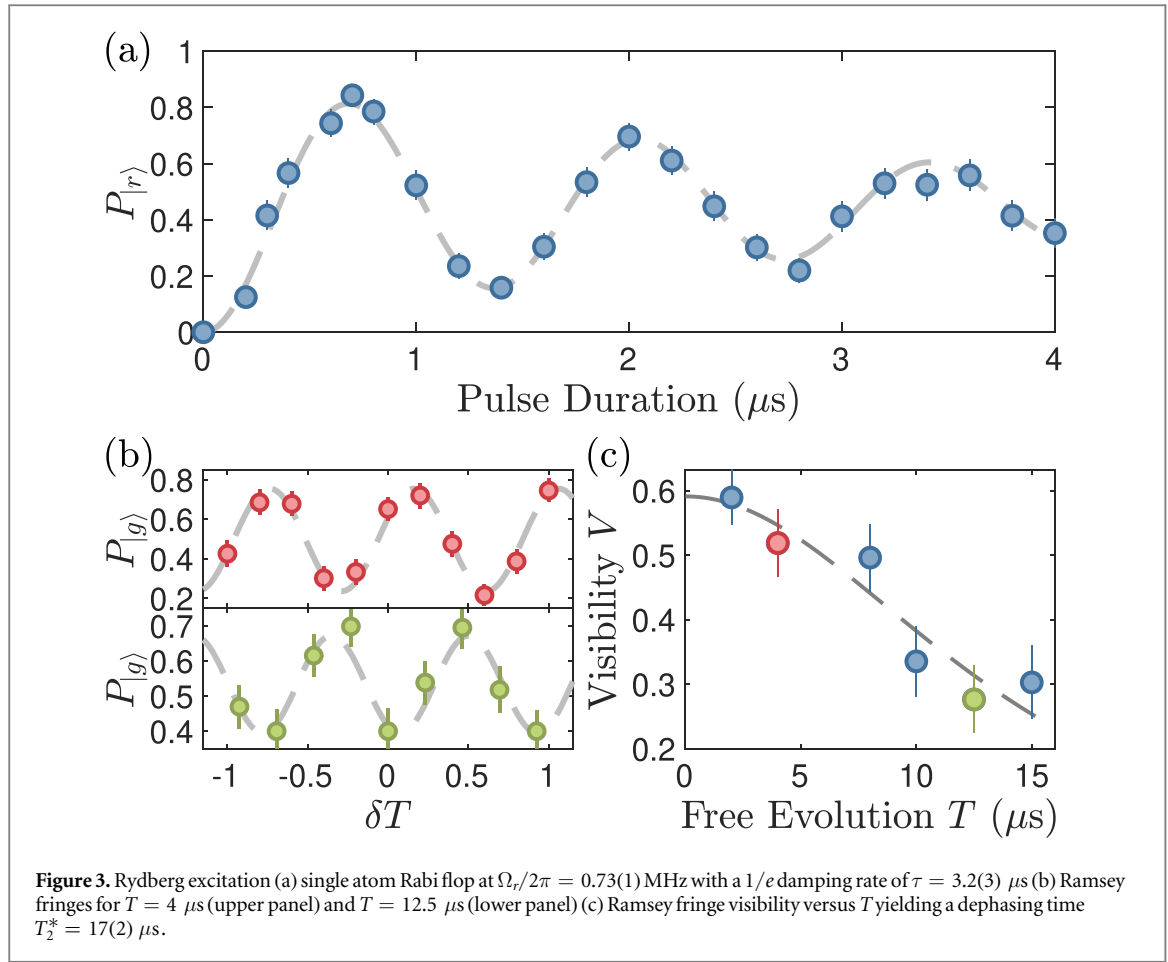 (a)
1
0.8
0.6
0.4
0.2
0
P|r⟩
0 1 2 3 4
Pulse Duration (μs)
(b)
0.8
0.6
0.4
0.2
P|g⟩
0.7
0.6
0.5
0.4
P|g⟩
-1 -0.5 0 0.5 1
δT
(c)
0.6
0.5
0.4
0.3
0.2
Visibility V
0 5 10 15
Free Evolution T (μs)
Figure 3. Rydberg excitation (a) single atom Rabi flop at Ωr/2π = 0.73(1) MHz with a 1/e damping rate of τ = 3.2(3) μs (b) Ramsey
fringes for T = 4 μs (upper panel) and T = 12.5 μs (lower panel) (c) Ramsey fringe visibility versus T yielding a dephasing time
T2* = 17(2) μs.